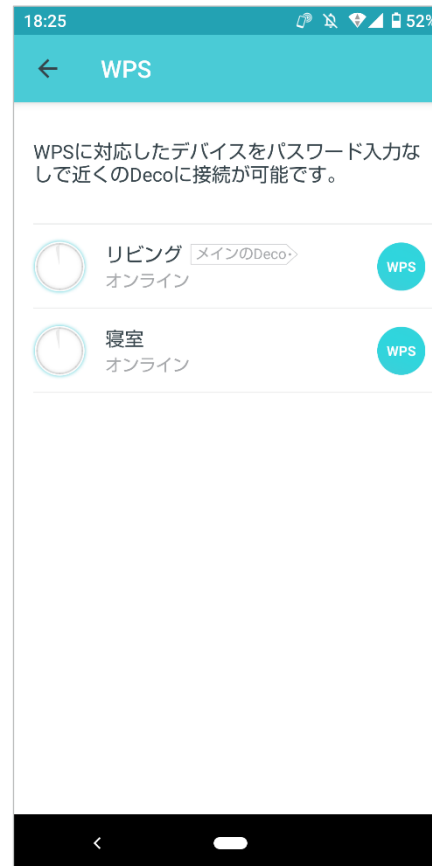 18:25 52%
WPS
WPSに対応したデバイスをパスワード入力な
しで近くのDecoに接続が可能です。
リビング メインのDeco
オンライン
WPS
寝室
オンライン
WPS